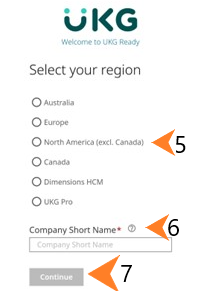 UKG
Welcome to UKG Ready
Select your region
Australia
Europe
North America (excl. Canada) 5
Canada
Dimensions HCM
UKG Pro
Company Short Name* ? 6
Company Short Name
Continue 7